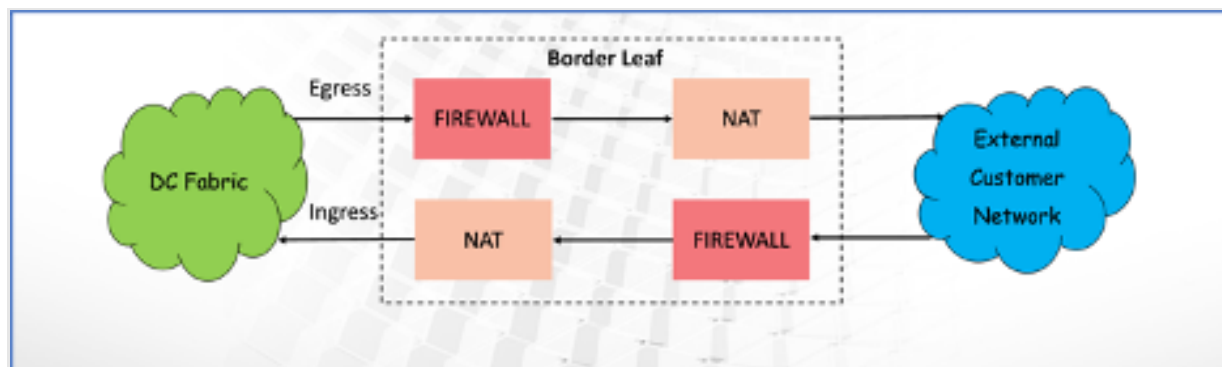 Border Leaf
Egress
FIREWALL
NAT
DC Fabric
External
Customer
Network
Ingress
NAT
FIREWALL